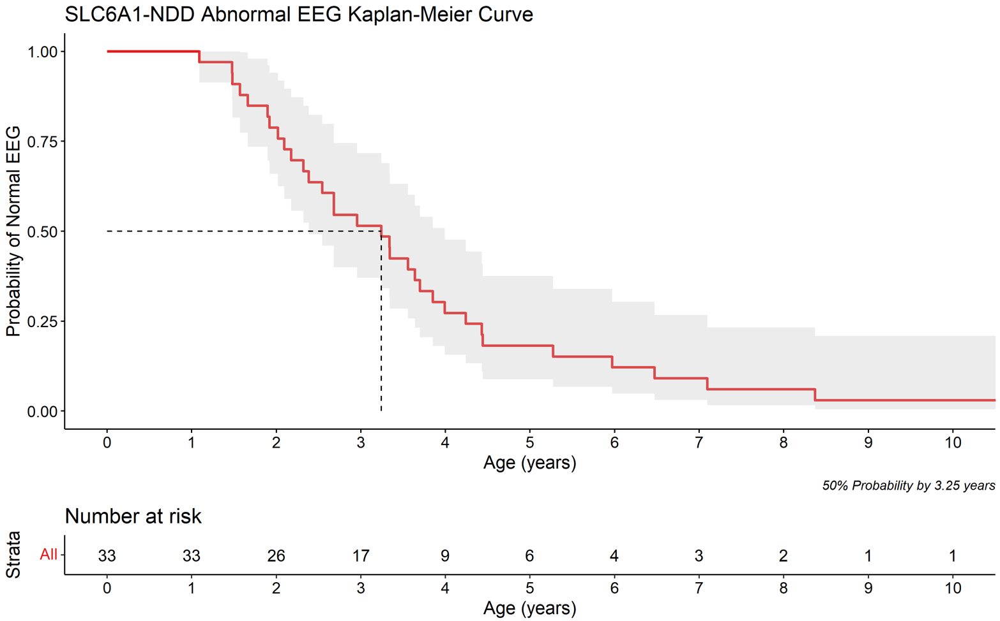 SLC6A1-NDD Abnormal EEG Kaplan-Meier Curve
Probability of Normal EEG
1.00
0.75
0.50
0.25
0.00
0 1 2 3 4 5 6 7 8 9 10
Age (years)
50% Probability by 3.25 years
Number at risk
Strata
All 33 33 26 17 9 6 4 3 2 1 1
0 1 2 3 4 5 6 7 8 9 10
Age (years)